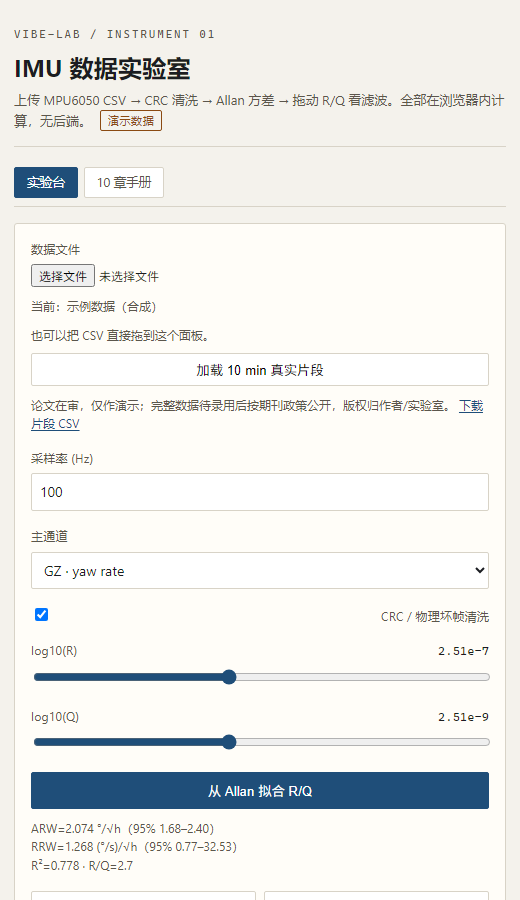 VIBE-LAB / INSTRUMENT 01
IMU 数据实验室
上传 MPU6050 CSV → CRC 清洗 → Allan 方差 → 拖动 R/Q 看滤波。全部在浏览器内计
算，无后端。 演示数据
实验台 10 章手册
数据文件
选择文件 未选择文件
当前：示例数据（合成）
也可以把 CSV 直接拖到这个面板。
加载 10 min 真实片段
论文在审，仅作演示；完整数据待录用后按期刊政策公开，版权归作者/实验室。 下载
片段 CSV
采样率 (Hz)
100
主通道
GZ · yaw rate
CRC / 物理坏帧清洗
log10(R) 2.51e-7
log10(Q) 2.51e-9
从 Allan 拟合 R/Q
ARW=2.074 °/√h（95% 1.68–2.40）
RRW=1.268 (°/s)/√h（95% 0.77–32.53）
R²=0.778 · R/Q=2.7